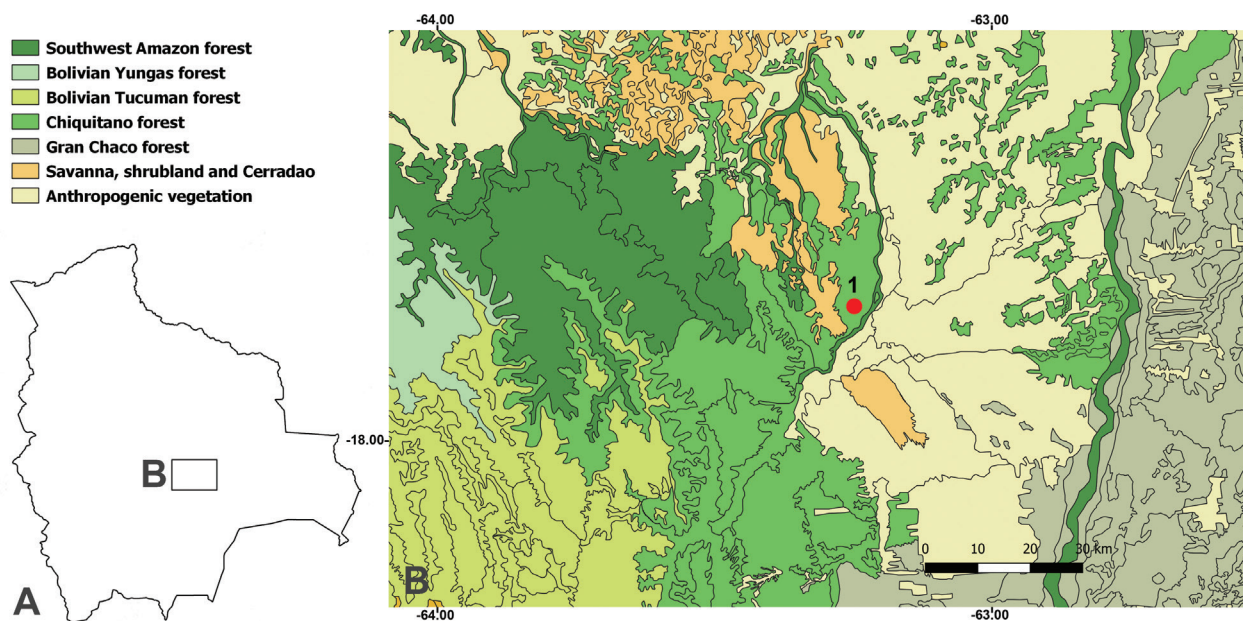 Southwest Amazon forest
Bolivian Yungas forest
Bolivian Tucuman forest
Chiquitano forest
Gran Chaco forest
Savanna, shrubland and Cerradao
Anthropogenic vegetation
B
A
-64.00
-63.00
1
-18.00
0 10 20 30 km
B
-64.00
-63.00